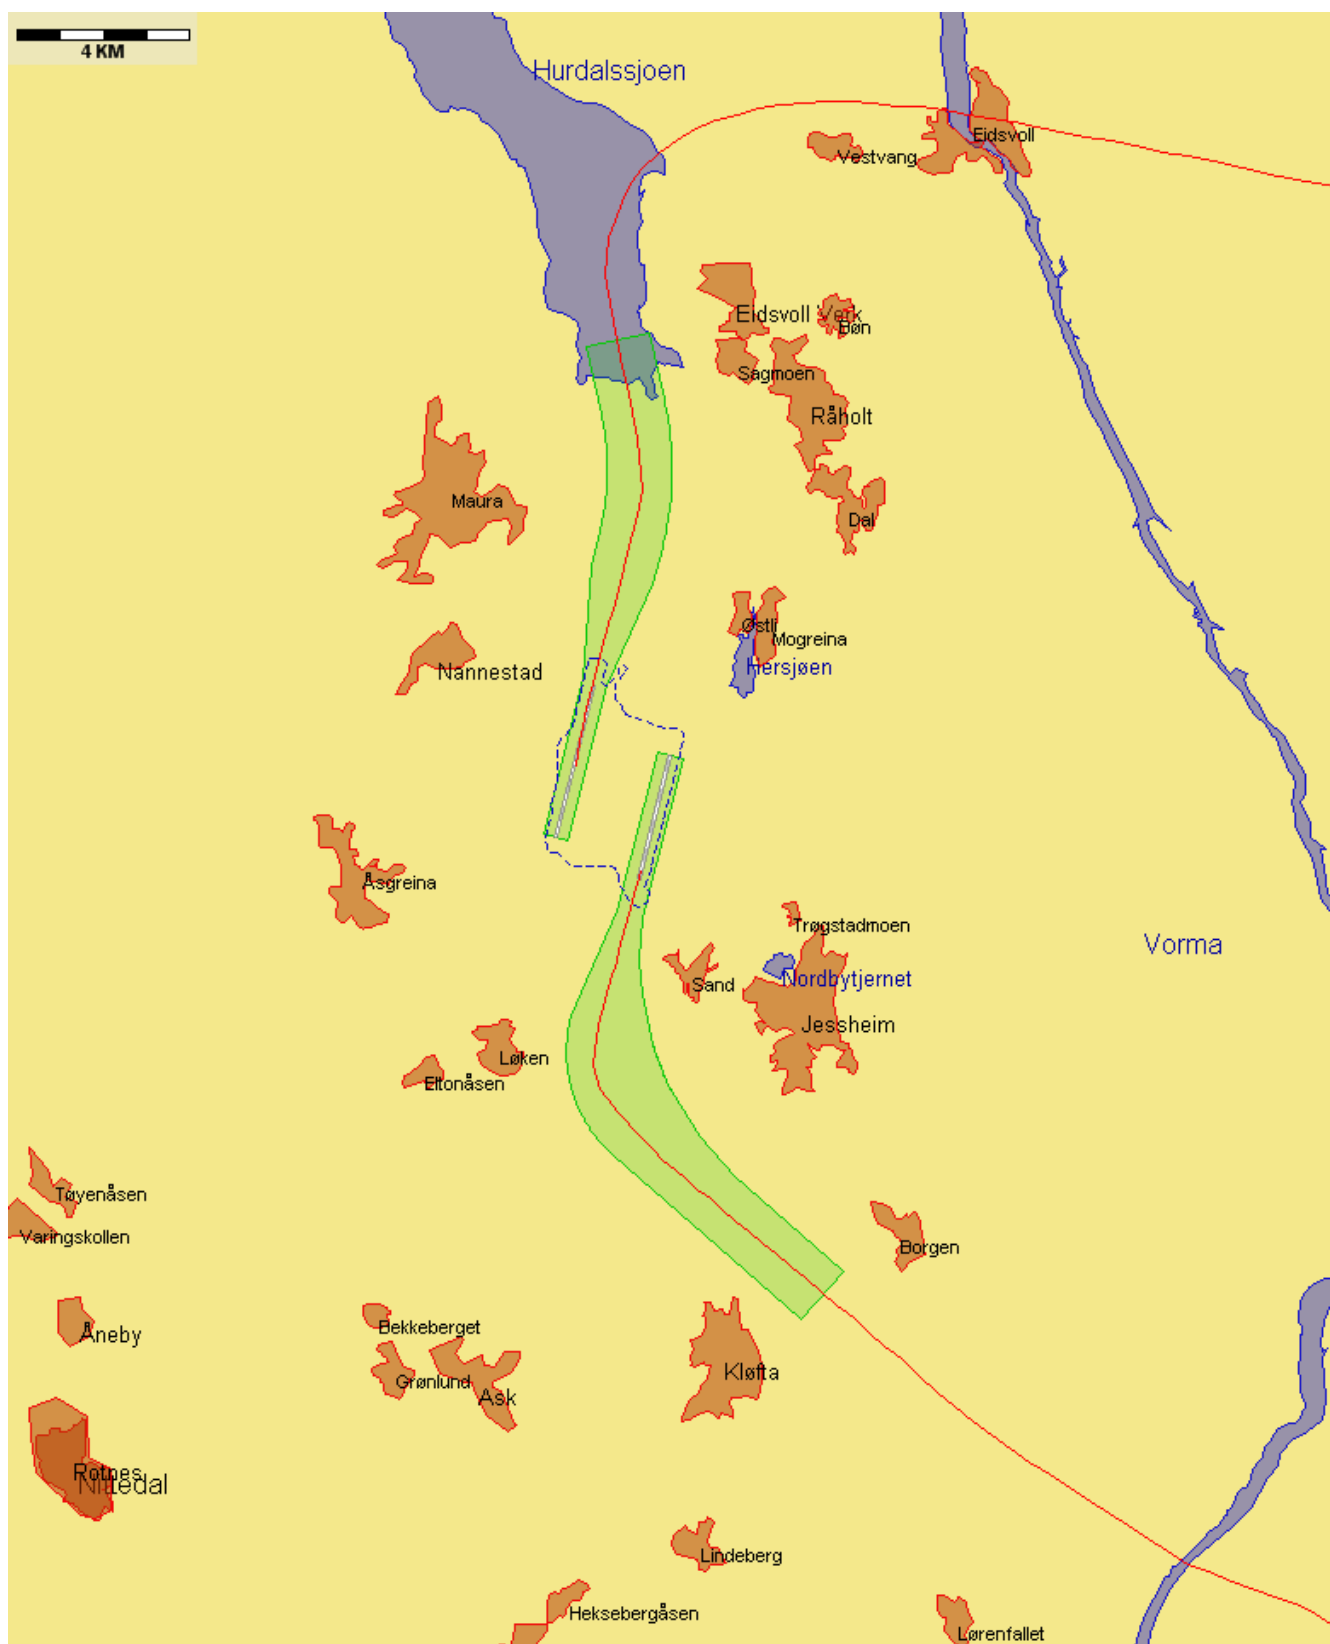 4 KM
Hurdalssjoen
Eidsvoll
Vestvang
Eidsvoll Verk
Bøn
Sagmoen
Råholt
Maura
Dal
Østli
Mogreina
Hersjøen
Nannestad
Åsgreina
Trøgstadmoen
Vorma
Nordbytjernet
Sand
Jessheim
Løken
Eltonåsen
Tøyenåsen
Varingskollen
Borgen
Bekkeberget
Åneby
Kløfta
Grønlund
Ask
Rotnes
Nittedal
Lindeberg
Heksebergåsen
Lørenfallet